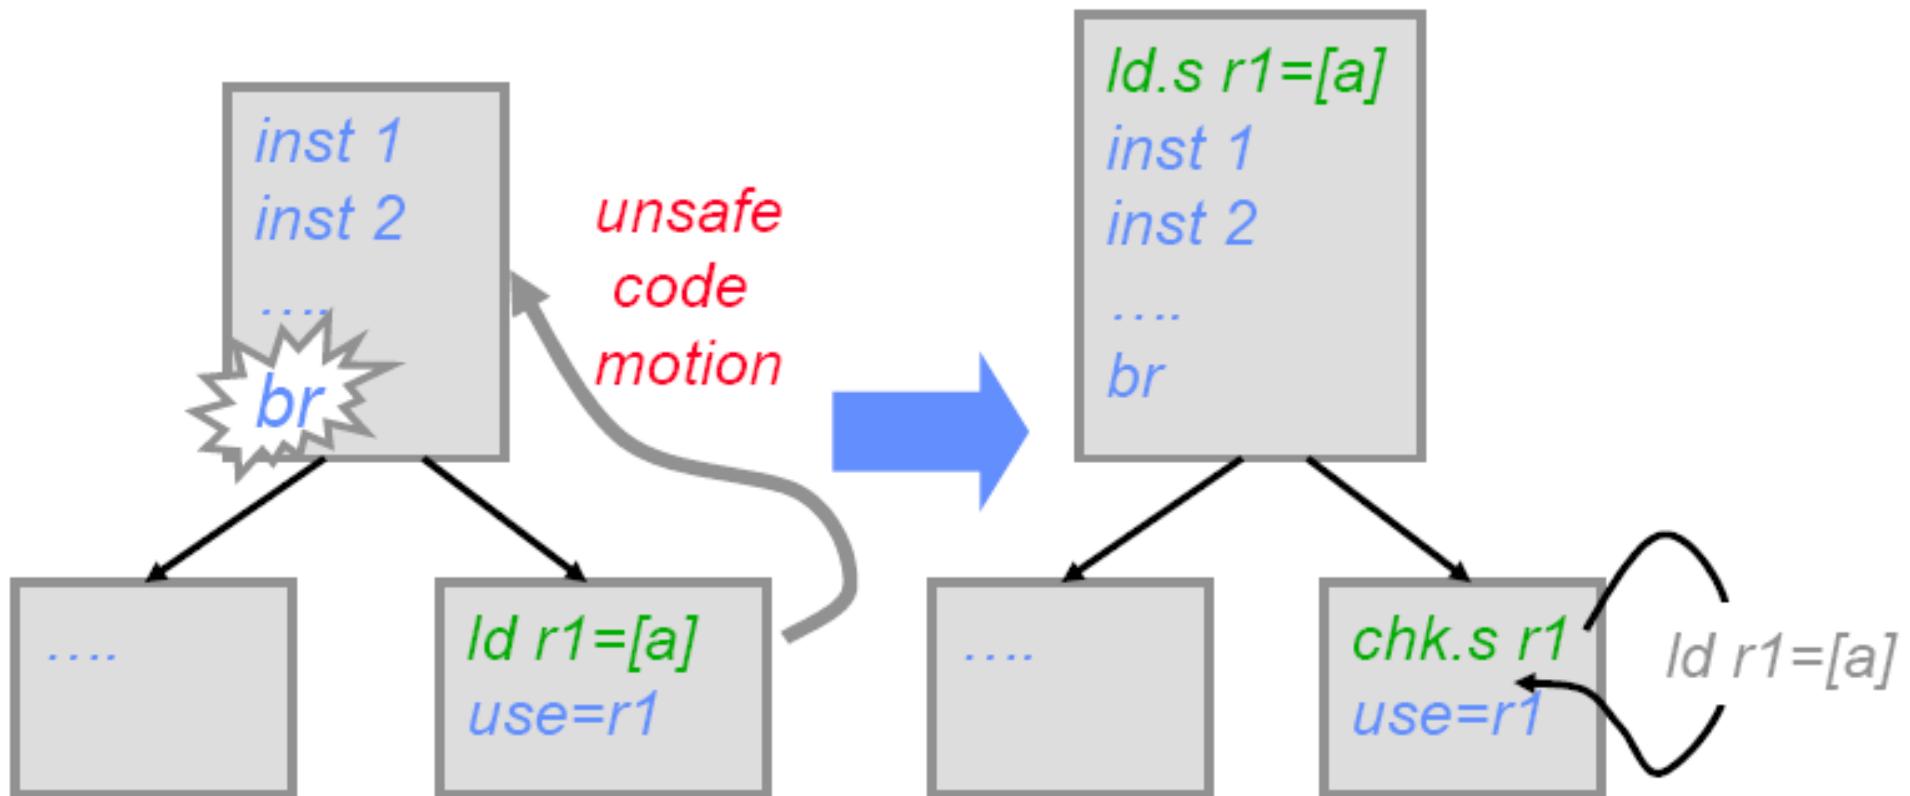 inst 1
inst 2
....
br
....
ld r1=[a]
use=r1
unsafe
code
motion
ld.s r1=[a]
inst 1
inst 2
....
br
....
chk.s r1
use=r1
ld r1=[a]